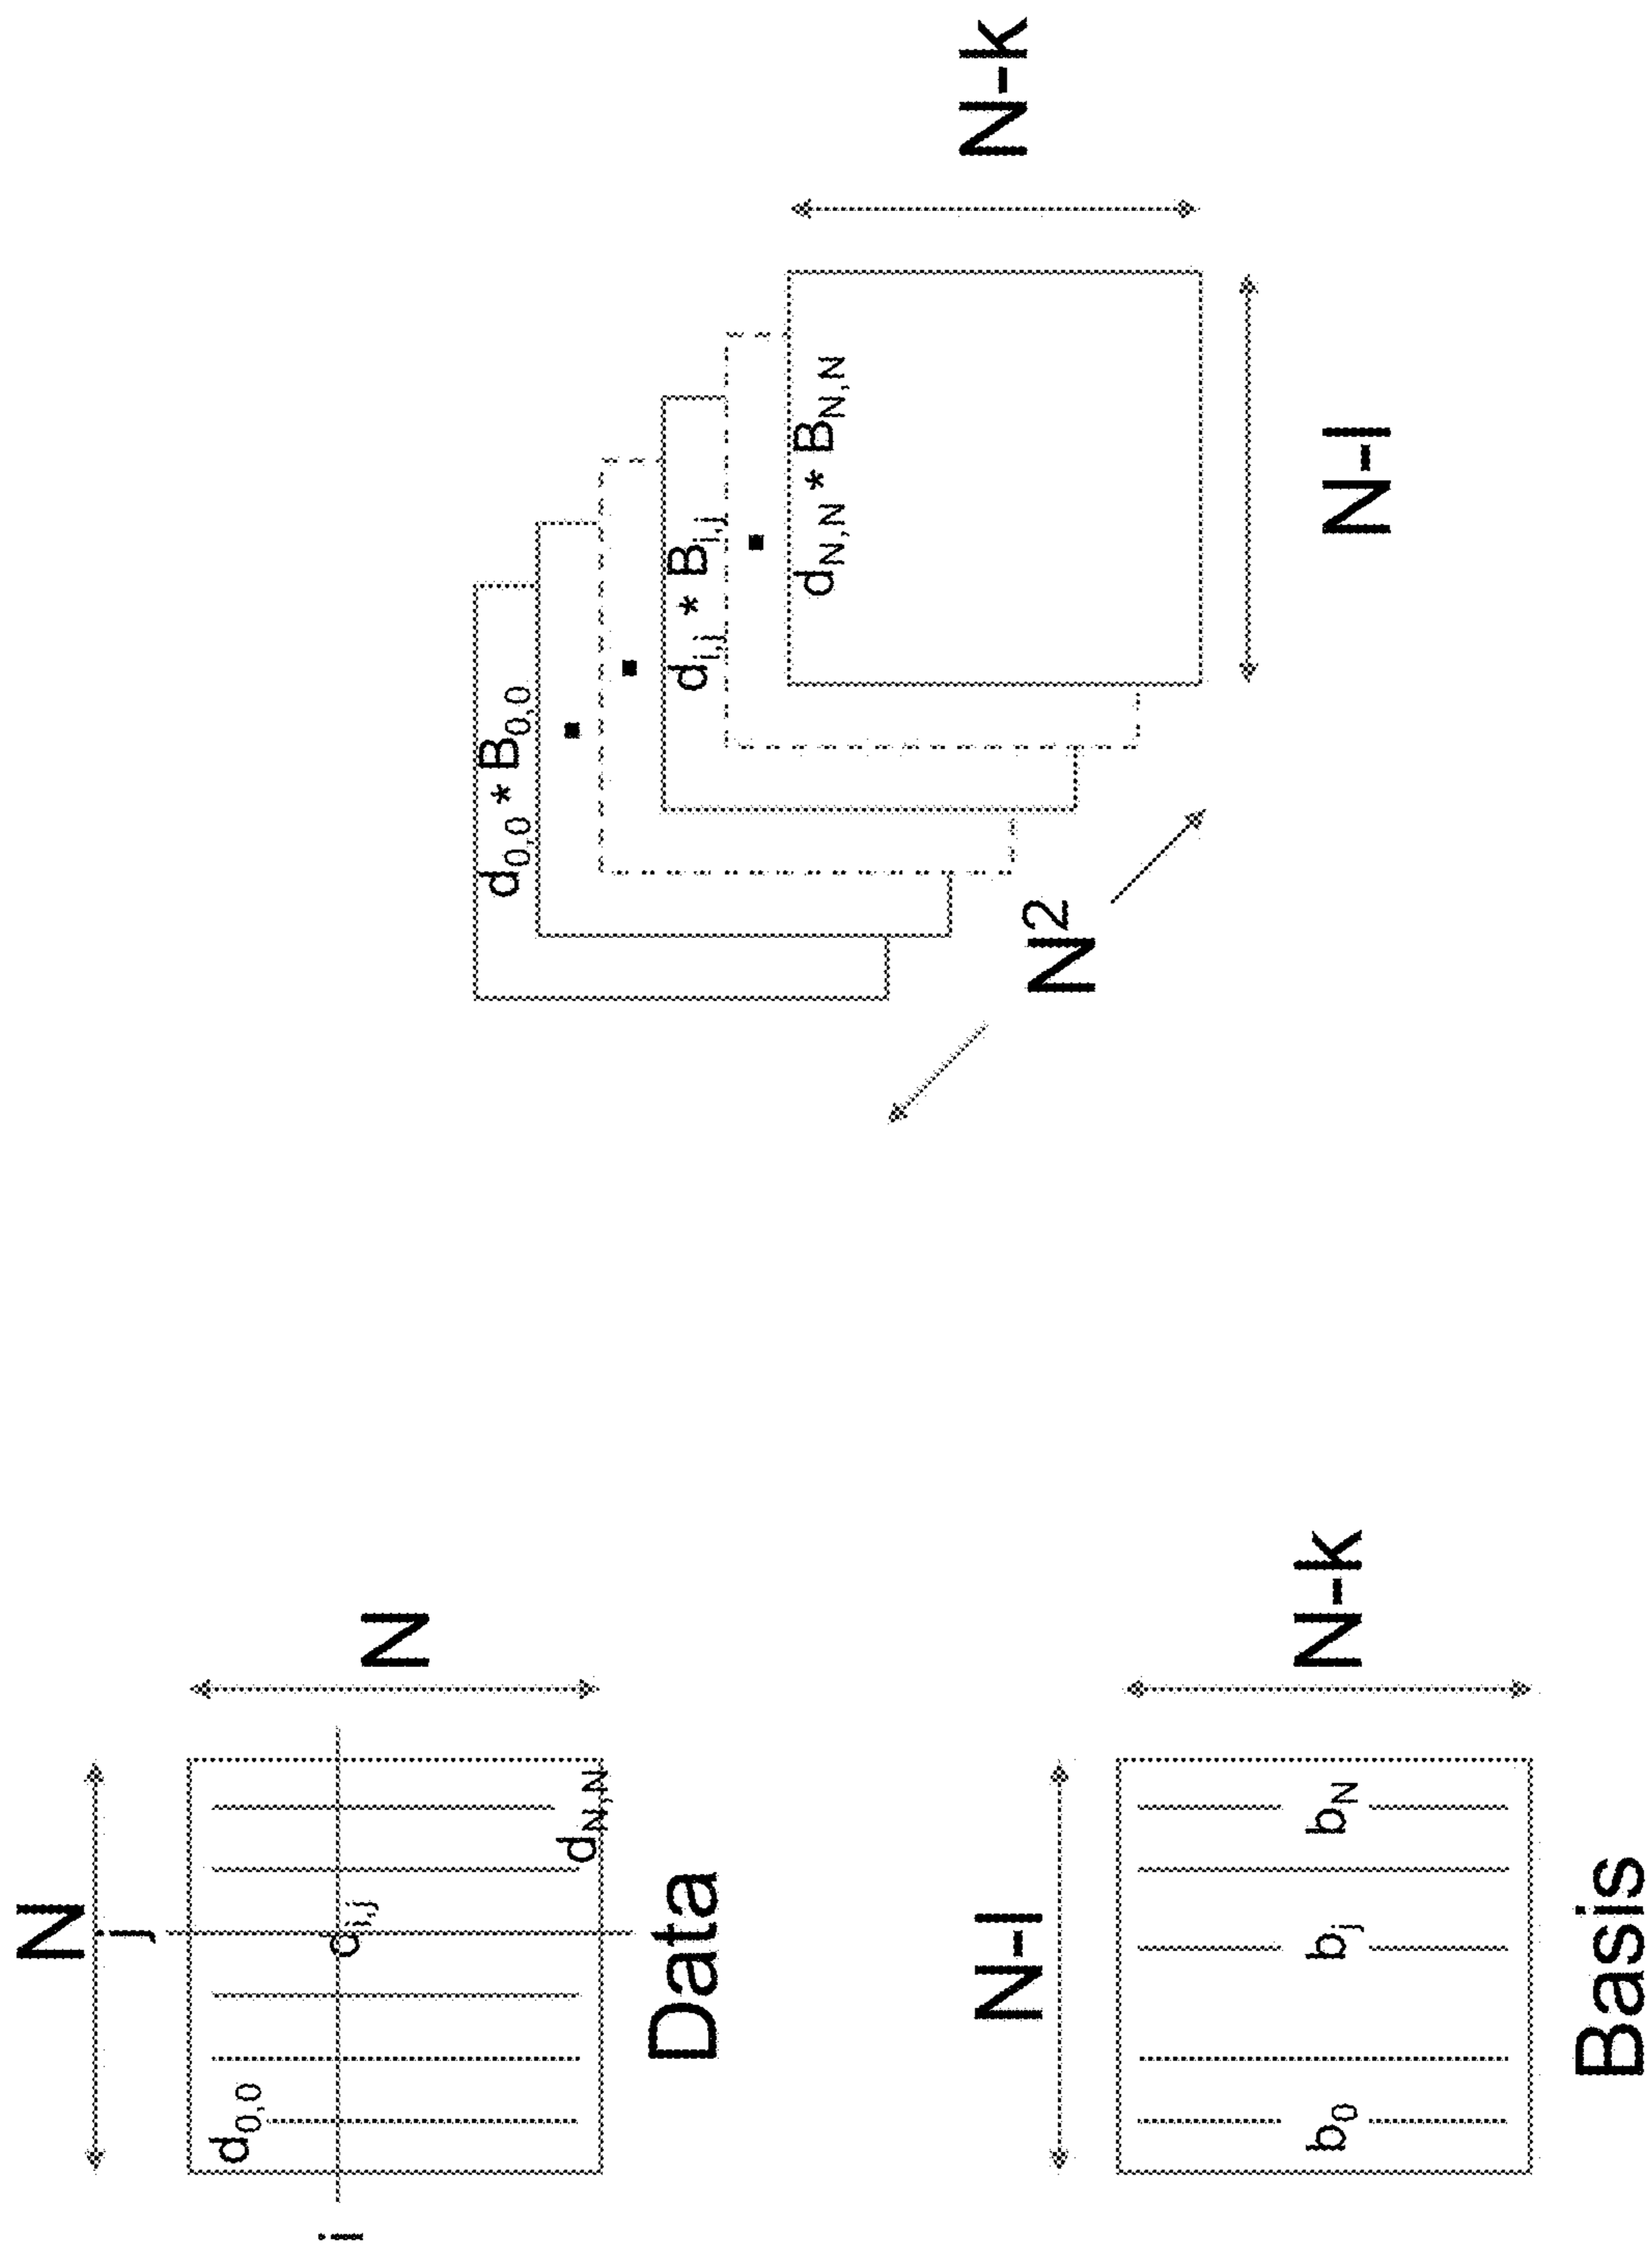 N
j
d0,0
i
di,j
N
dN,N
Data
N-l
b0 bj bN
N-k
Basis
d0,0 * B0,0
di,j * Bi,j
dN,N * BN,N
N-k
N2
N-l